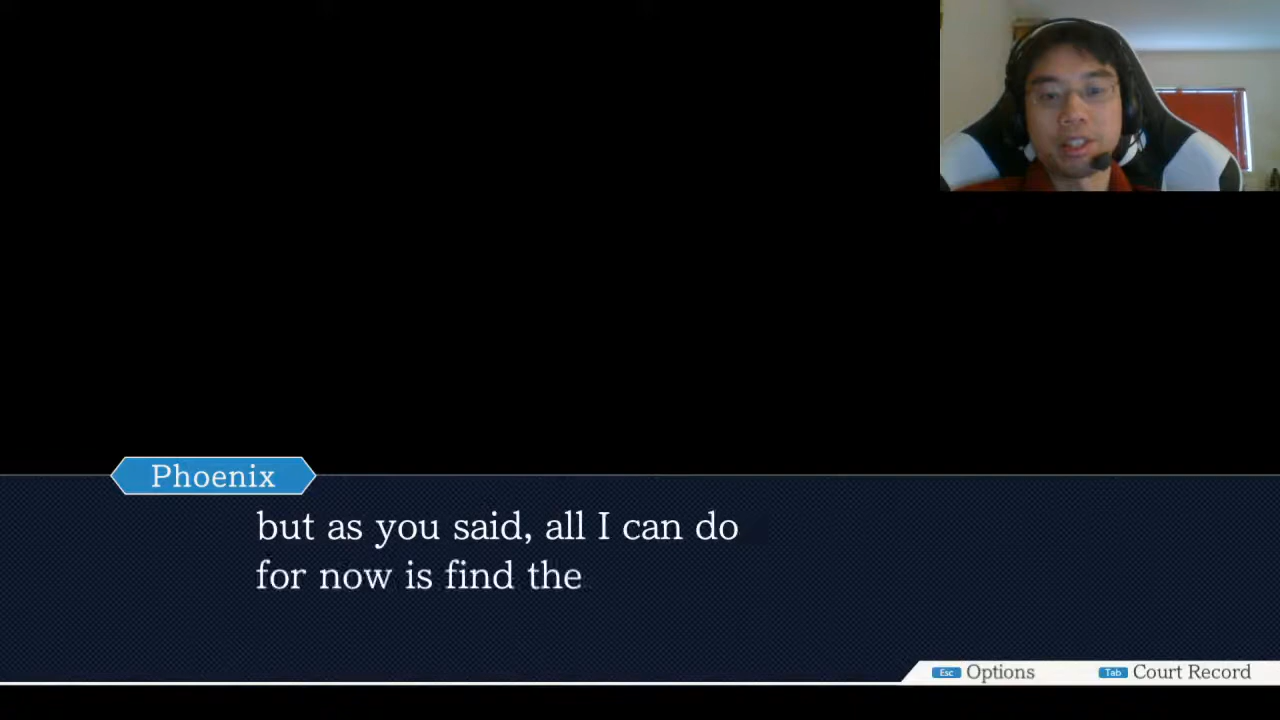 Phoenix
but as you said, all I can do
for now is find the
Esc Options Tab Court Record